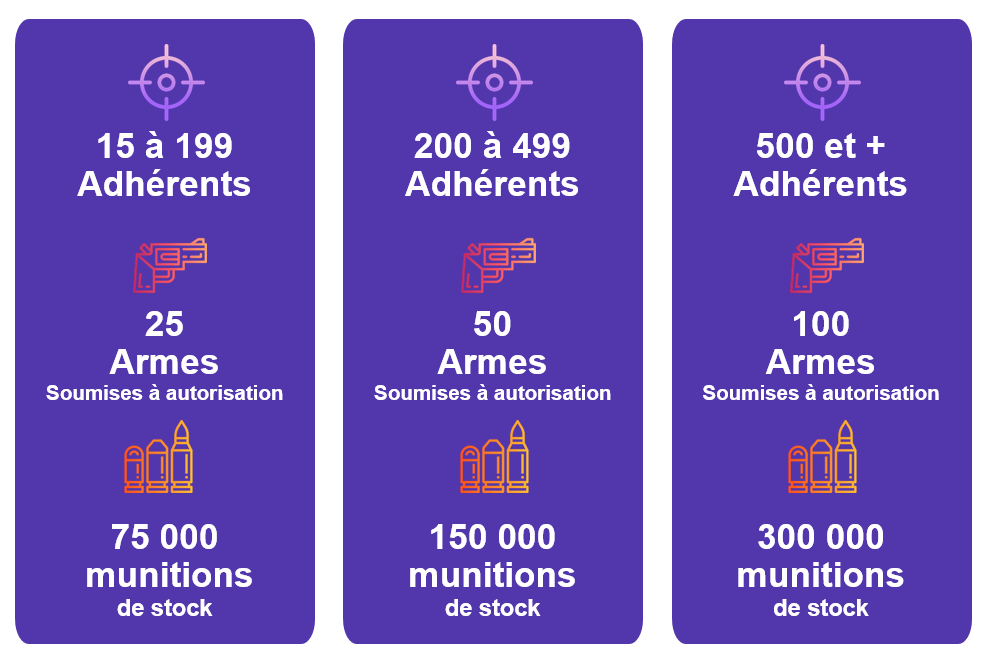 15 à 199
Adhérents
25
Armes
Soumises à autorisation
75 000
munitions
de stock
200 à 499
Adhérents
50
Armes
Soumises à autorisation
150 000
munitions
de stock
500 et +
Adhérents
100
Armes
Soumises à autorisation
300 000
munitions
de stock